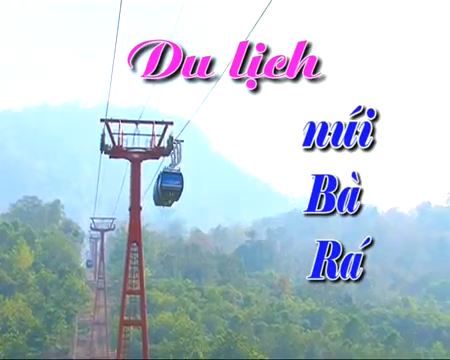 Du lịch
núi
Bà
Rá